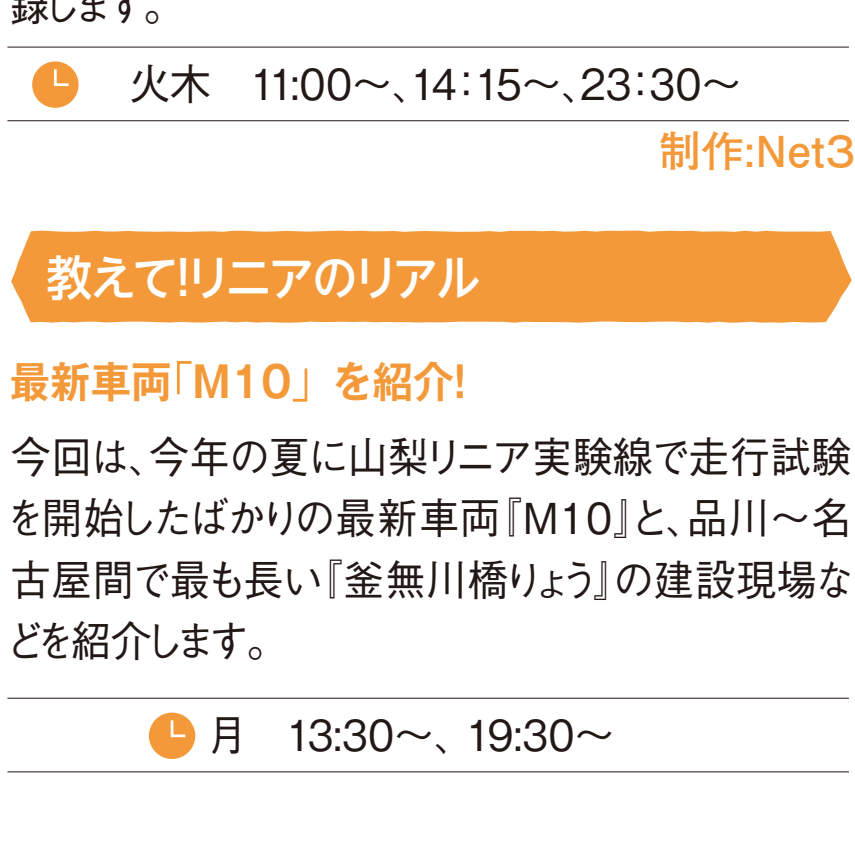 録します。
火木　11:00〜、14：15〜、23：30〜
制作:Net3
教えて!リニアのリアル
最新車両「M10」を紹介!
今回は、今年の夏に山梨リニア実験線で走行試験
を開始したばかりの最新車両『M10』と、品川〜名
古屋間で最も長い『釜無川橋りょう』の建設現場な
どを紹介します。
月　13:30〜、19:30〜